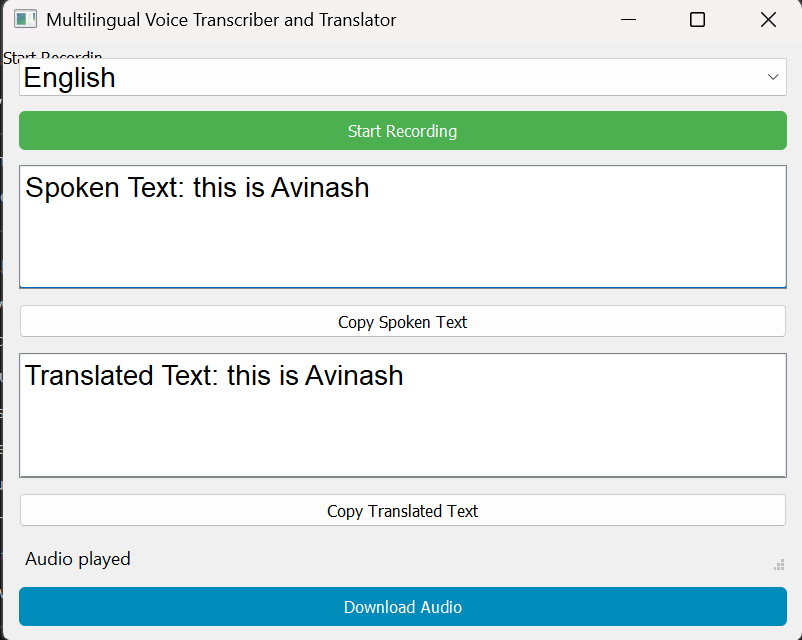 Multilingual Voice Transcriber and Translator
Start Recordin
English
Start Recording
Spoken Text: this is Avinash
Copy Spoken Text
Translated Text: this is Avinash
Copy Translated Text
Audio played
Download Audio